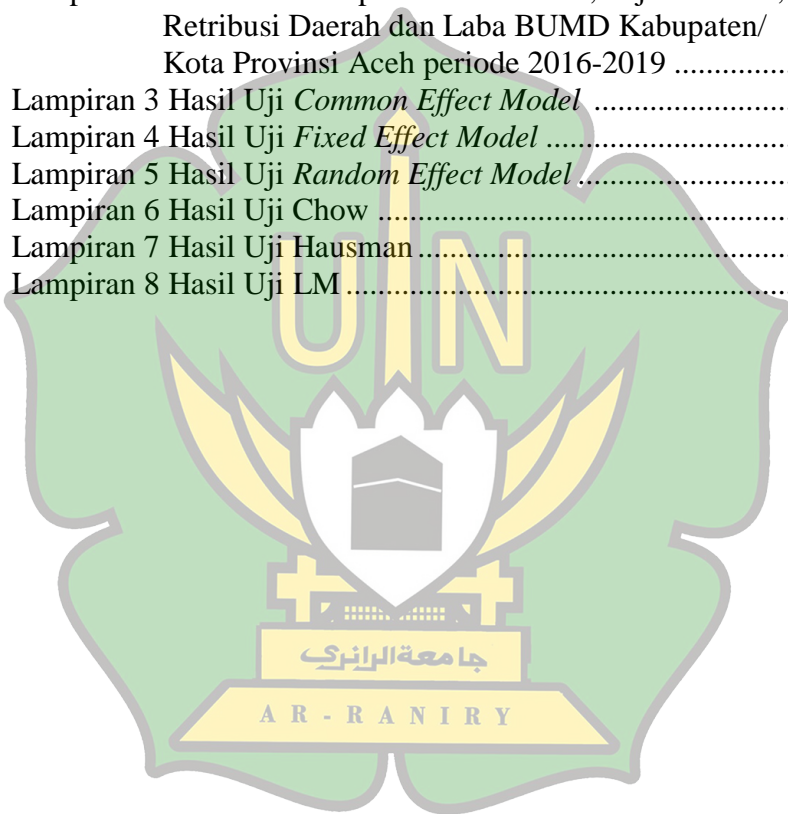 Retribusi Daerah dan Laba BUMD Kabupaten/
Kota Provinsi Aceh periode 2016-2019 ..............
Lampiran 3 Hasil Uji Common Effect Model ........................
Lampiran 4 Hasil Uji Fixed Effect Model .............................
Lampiran 5 Hasil Uji Random Effect Model .........................
Lampiran 6 Hasil Uji Chow .................................................
Lampiran 7 Hasil Uji Hausman ............................................
Lampiran 8 Hasil Uji LM .....................................................
UIN
جامعة الرانري
AR-RANIRY